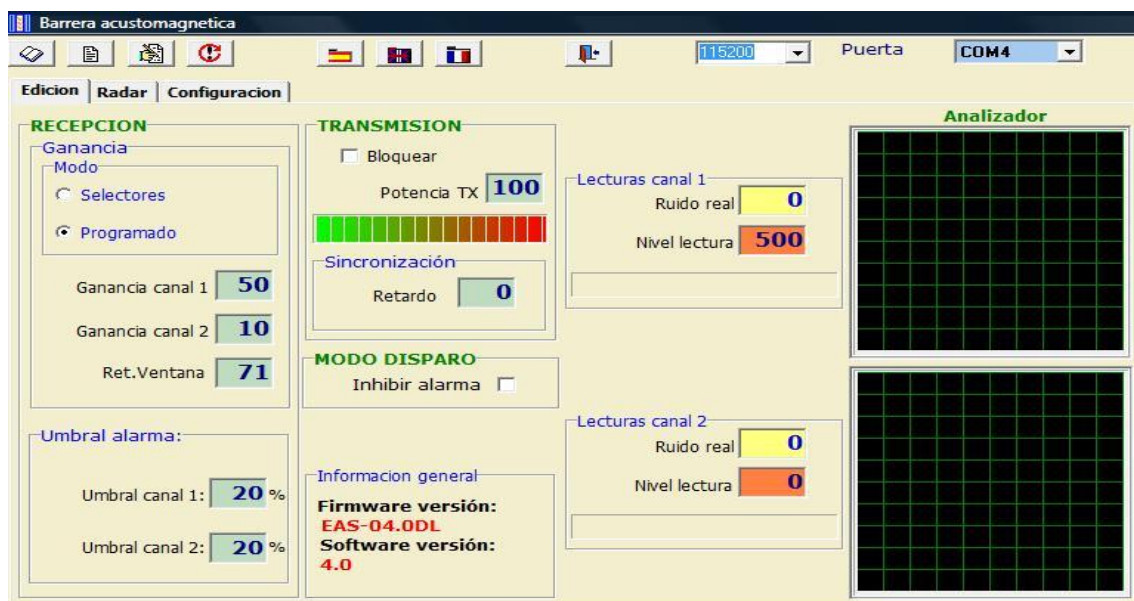 Barrera acustomagnetica
115200
Puerta
COM4
Edicion
Radar
Configuracion
RECEPCION
Ganancia
Modo
Selectores
Programado
Ganancia canal 1 50
Ganancia canal 2 10
Ret.Ventana 71
Umbral alarma:
Umbral canal 1: 20 %
Umbral canal 2: 20 %
TRANSMISION
Bloquear
Potencia TX 100
Sincronización
Retardo 0
MODO DISPARO
Inhibir alarma
Informacion general
Firmware versión:
EAS-04.0DL
Software versión:
4.0
Lecturas canal 1
Ruido real 0
Nivel lectura 500
Lecturas canal 2
Ruido real 0
Nivel lectura 0
Analizador